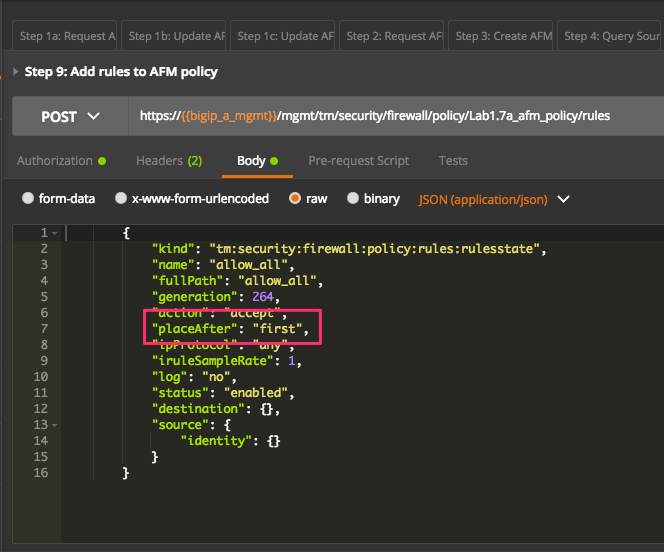 Step 1a: Request A Step 1b: Update AF Step 1c: Update AF Step 2: Request AF Step 3: Create AFM Step 4: Query Sour
Step 9: Add rules to AFM policy
POST https://{{bigip_a_mgmt}}/mgmt/tm/security/firewall/policy/Lab1.7a_afm_policy/rules
Authorization Headers (2) Body Pre-request Script Tests
form-data x-www-form-urlencoded raw binary JSON (application/json)
1 {
2 "kind": "tm:security:firewall:policy:rules:rulesstate",
3 "name": "allow_all",
4 "fullPath": "allow_all",
5 "generation": 264,
6 "action": "accept",
7 "placeAfter": "first",
8 "ipProtocol": "any",
9 "iruleSampleRate": 1,
10 "log": "no",
11 "status": "enabled",
12 "destination": {},
13 "source": {
14 "identity": {}
15 }
16 }